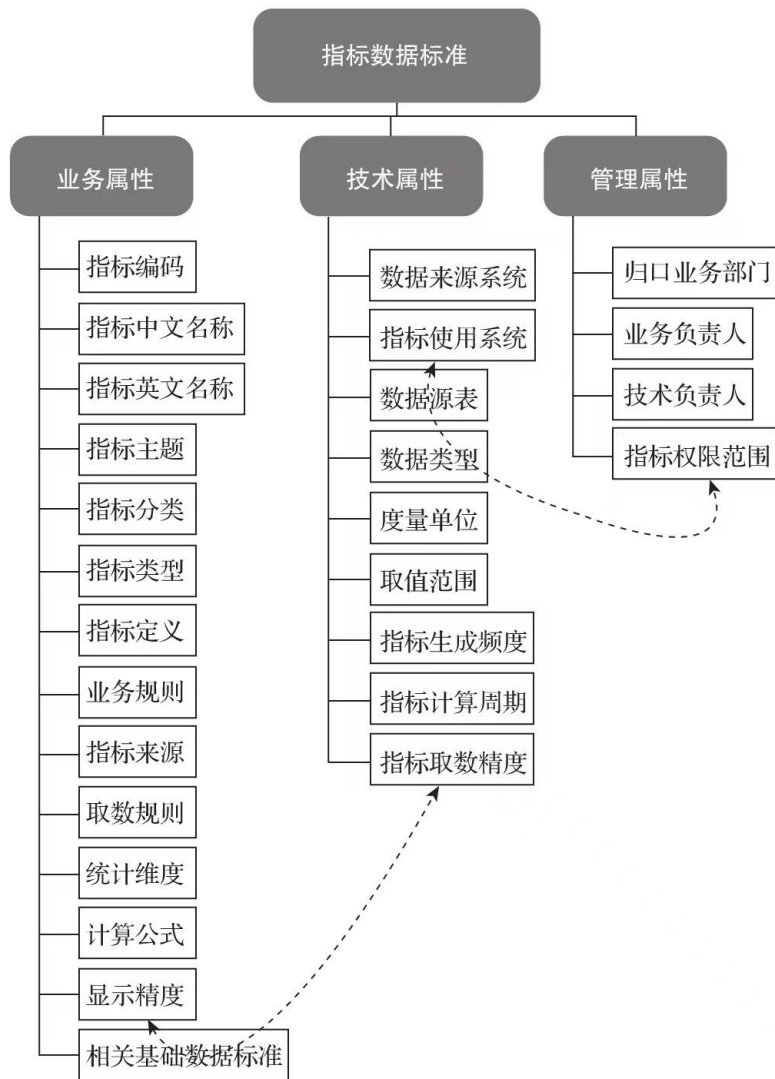 指标数据标准
业务属性
指标编码
指标中文名称
指标英文名称
指标主题
指标分类
指标类型
指标定义
业务规则
指标来源
取数规则
统计维度
计算公式
显示精度
相关基础数据标准
技术属性
数据来源系统
指标使用系统
数据源表
数据类型
度量单位
取值范围
指标生成频度
指标计算周期
指标取数精度
管理属性
归口业务部门
业务负责人
技术负责人
指标权限范围